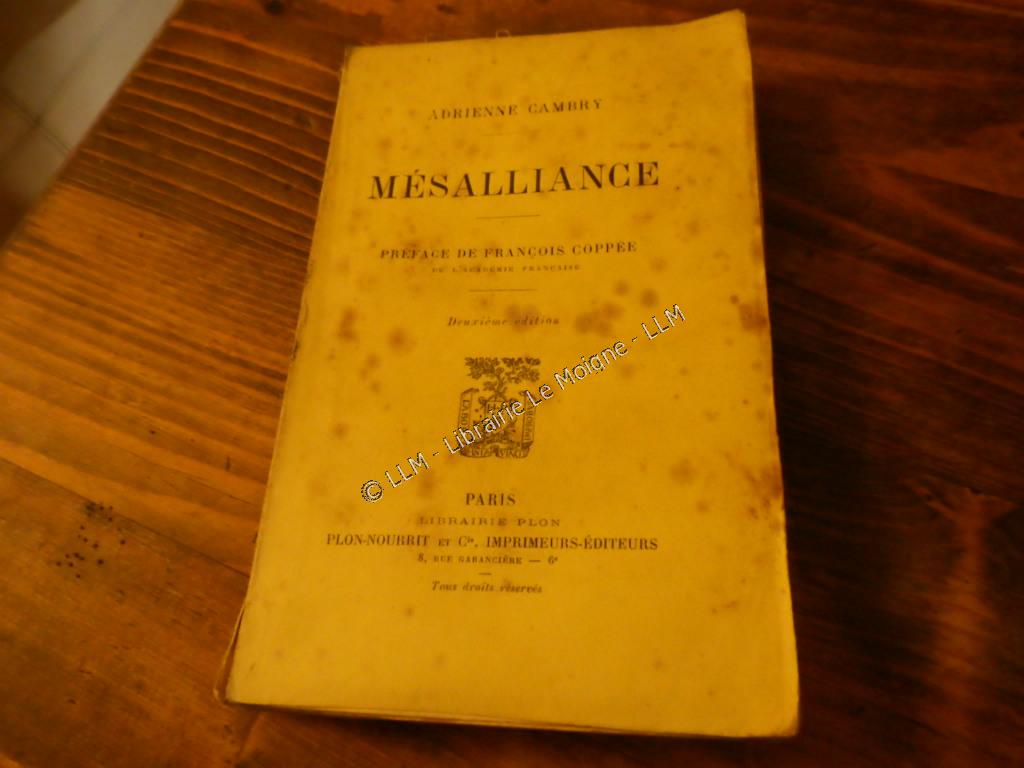 ADRIENNE CAMBRY
MÉSALLIANCE
PRÉFACE DE FRANÇOIS COPPÉE
DE L'ACADÉMIE FRANÇAISE
Deuxième édition
© LLM - Librairie Le Moigne - LLM
PARIS
LIBRAIRIE PLON
PLON-NOURRIT ET Cie, IMPRIMEURS-ÉDITEURS
8, RUE GARANCIÈRE — 6e
Tous droits réservés